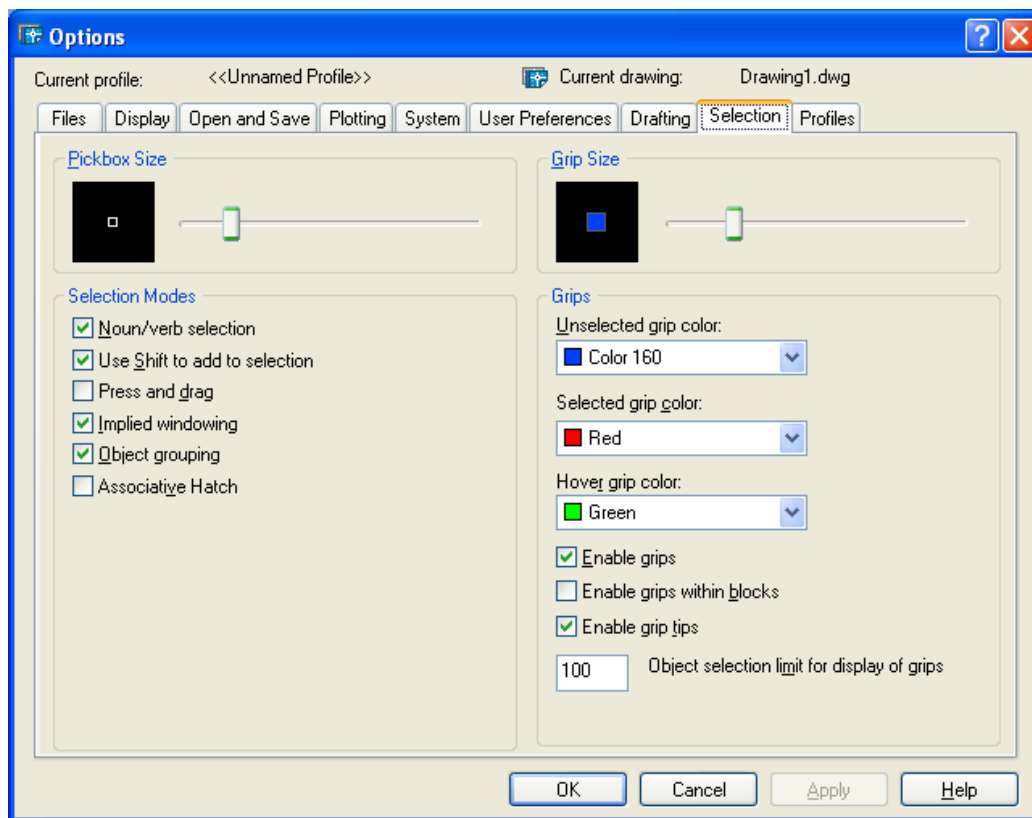 Options
Current profile: <<Unnamed Profile>> Current drawing: Drawing1.dwg
Files Display Open and Save Plotting System User Preferences Drafting Selection Profiles
Pickbox Size
Grip Size
Selection Modes
Noun/verb selection
Use Shift to add to selection
Press and drag
Implied windowing
Object grouping
Associative Hatch
Grips
Unselected grip color:
Color 160
Selected grip color:
Red
Hover grip color:
Green
Enable grips
Enable grips within blocks
Enable grip tips
100 Object selection limit for display of grips
OK Cancel Apply Help